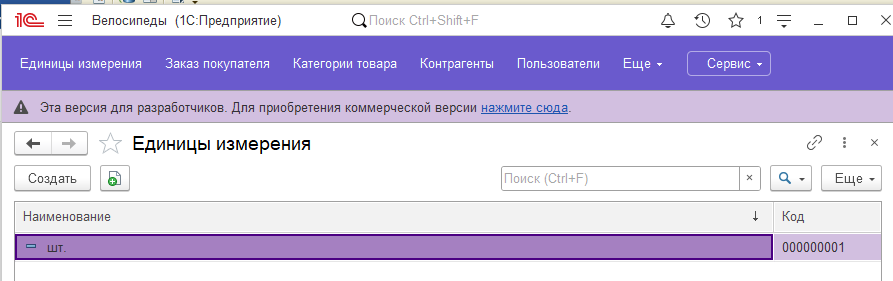 1С Велосипеды (1С:Предприятие) Поиск Ctrl+Shift+F 1
Единицы измерения Заказ покупателя Категории товара Контрагенты Пользователи Еще Сервис
Эта версия для разработчиков. Для приобретения коммерческой версии нажмите сюда.
Единицы измерения
Создать Поиск (Ctrl+F) Еще
Наименование Код
шт. 000000001